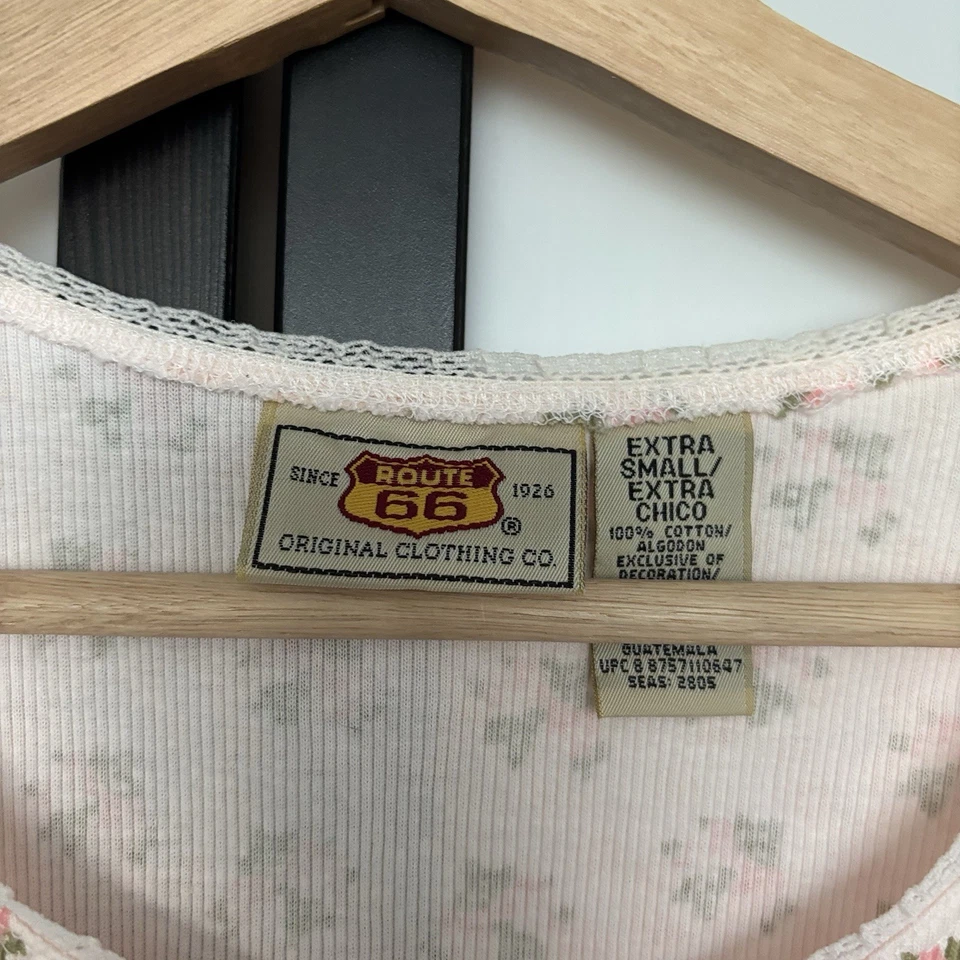 SINCE ROUTE 66 1926
®
ORIGINAL CLOTHING CO.
EXTRA
SMALL/
EXTRA
CHICO
100% COTTON/
ALGODON
EXCLUSIVE OF
DECORATION/
GUATEMALA
UPC 8 8757110647
SEAS: 2805